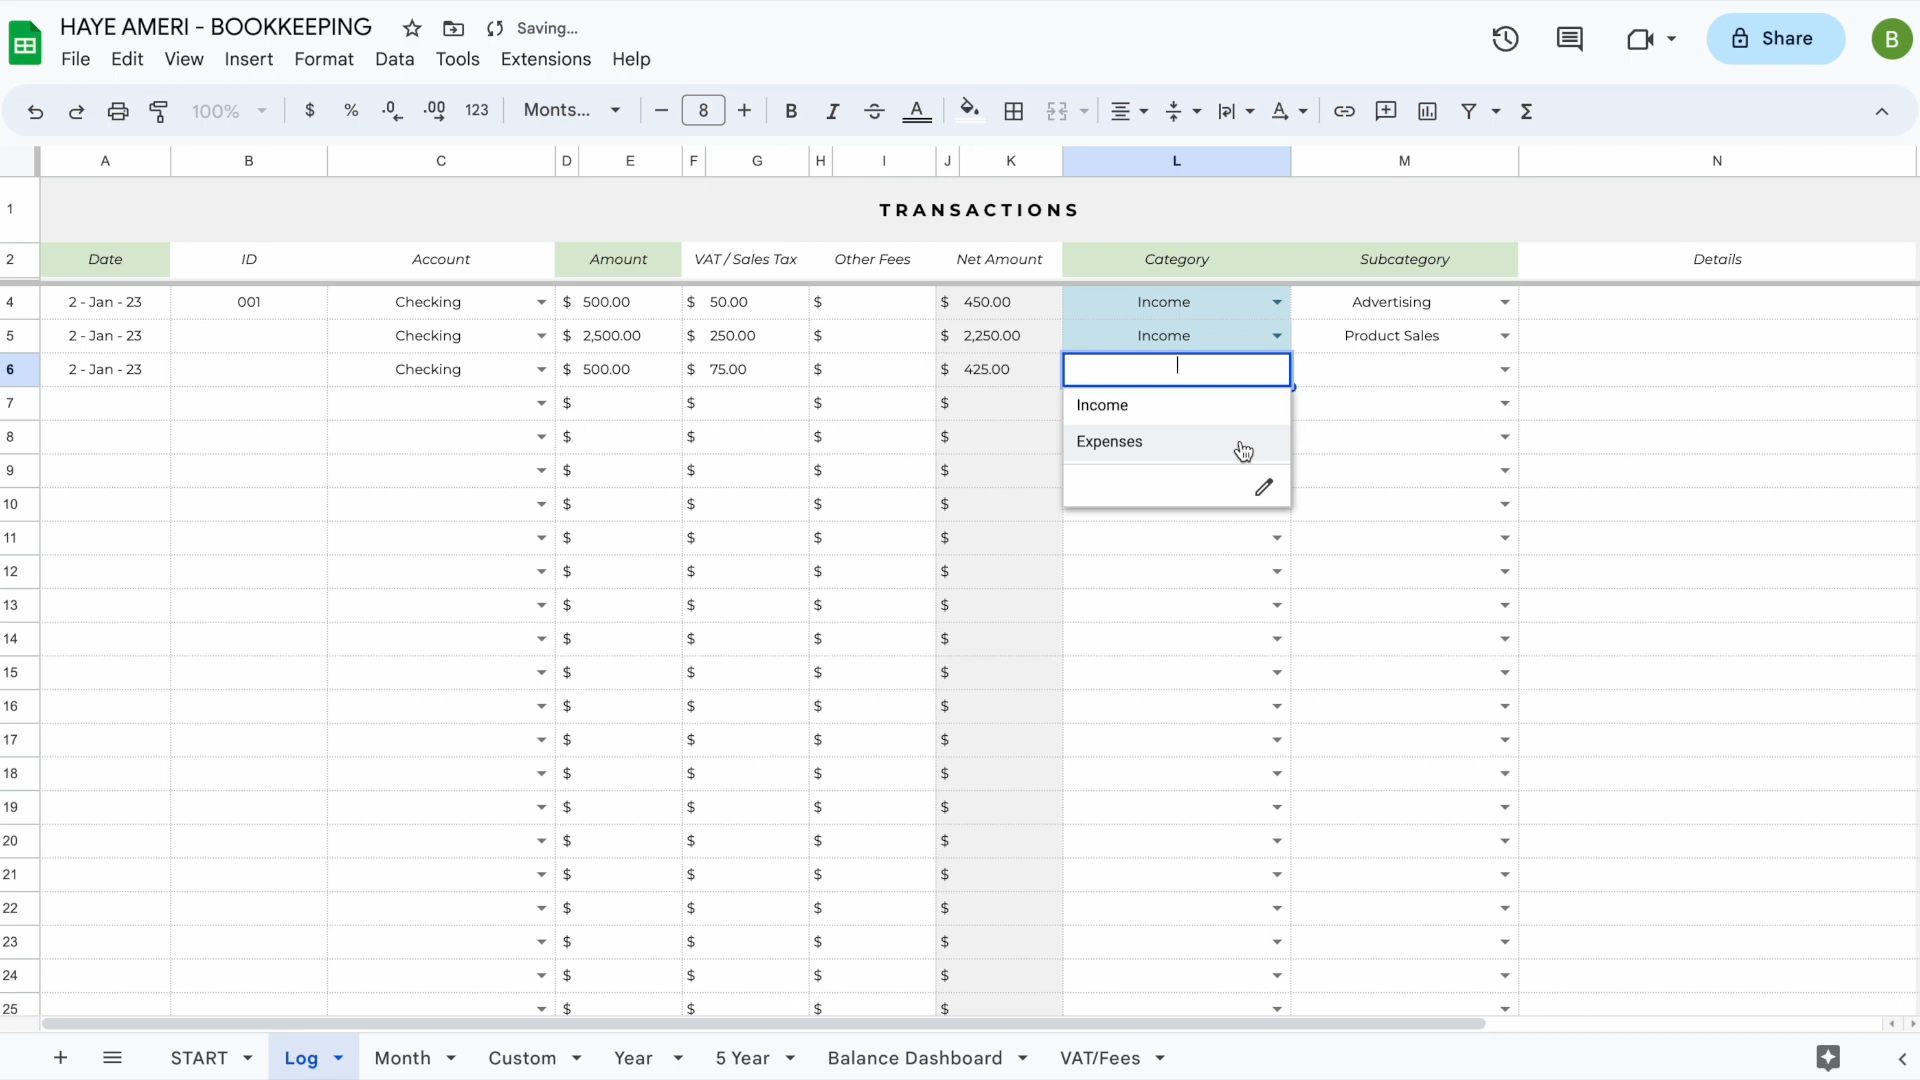 HAYE AMERI - BOOKKEEPING Saving...
File Edit View Insert Format Data Tools Extensions Help
Share
B
100% $ % .0 .00 123 Monts... 8 B I A
A B C D E F G H I J K L M N
1 TRANSACTIONS
2 Date ID Account Amount VAT / Sales Tax Other Fees Net Amount Category Subcategory Details
4 2 - Jan - 23 001 Checking $ 500.00 $ 50.00 $ $ 450.00 Income Advertising
5 2 - Jan - 23 Checking $ 2,500.00 $ 250.00 $ $ 2,250.00 Income Product Sales
6 2 - Jan - 23 Checking $ 500.00 $ 75.00 $ $ 425.00
7 $ $ $ $ Income
8 $ $ $ $ Expenses
9 $ $ $ $
10 $ $ $ $
11 $ $ $ $
12 $ $ $ $
13 $ $ $ $
14 $ $ $ $
15 $ $ $ $
16 $ $ $ $
17 $ $ $ $
18 $ $ $ $
19 $ $ $ $
20 $ $ $ $
21 $ $ $ $
22 $ $ $ $
23 $ $ $ $
24 $ $ $ $
25 $ $ $ $
START Log Month Custom Year 5 Year Balance Dashboard VAT/Fees